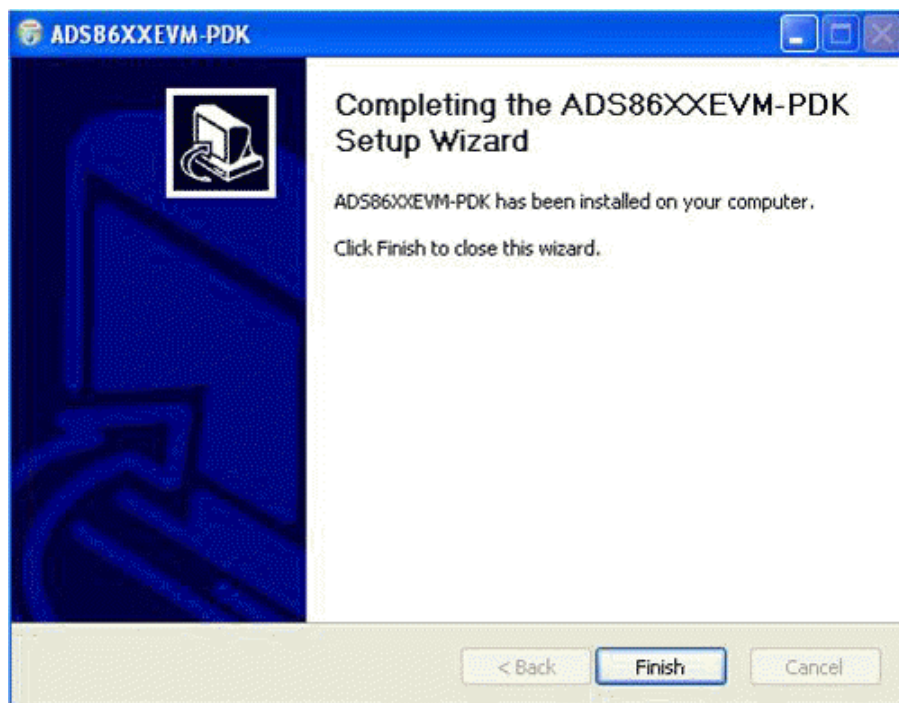 ADS86XXEVM-PDK
Completing the ADS86XXEVM-PDK
Setup Wizard
ADS86XXEVM-PDK has been installed on your computer.
Click Finish to close this wizard.
< Back
Finish
Cancel